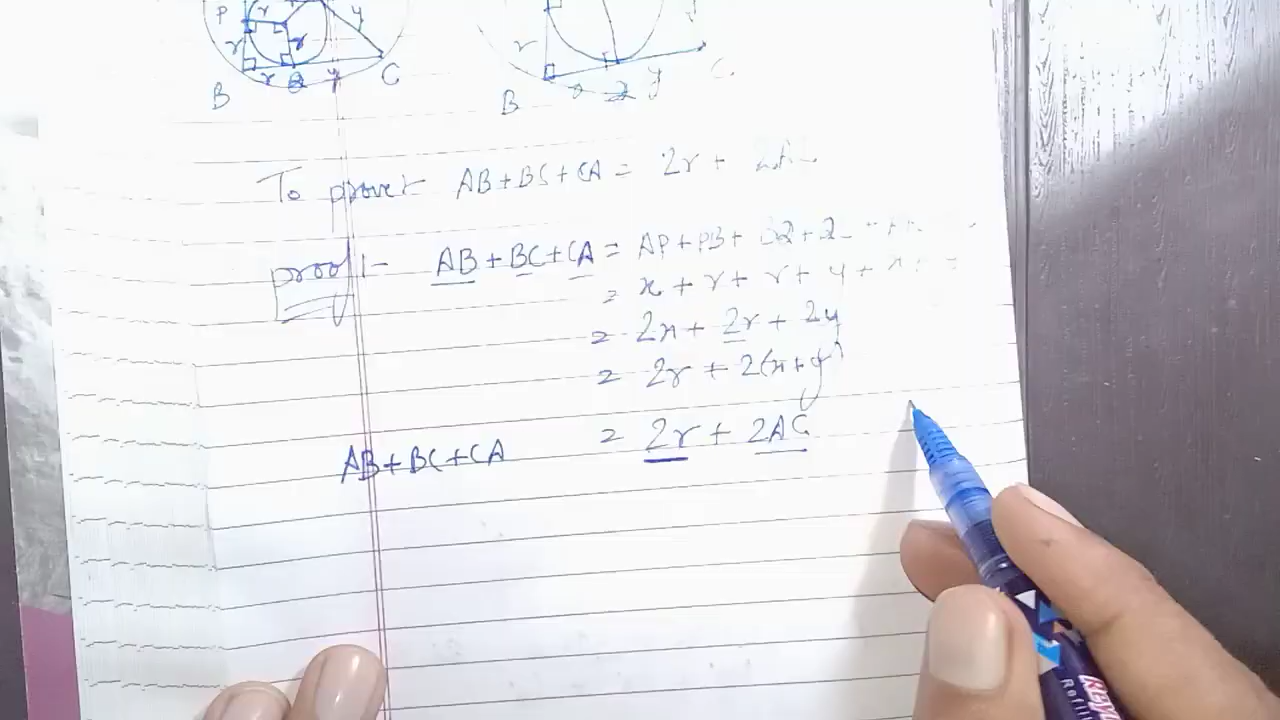 P r y
r r
B r Q y C
r
B Q y C
To prove:- AB+BC+CA = 2r +
proof:- AB+BC+CA = AP+PB+
= x + r + r + y +
= 2x + 2r + 2y
= 2r + 2(x+y)
= 2r + 2AC
AB+BC+CA